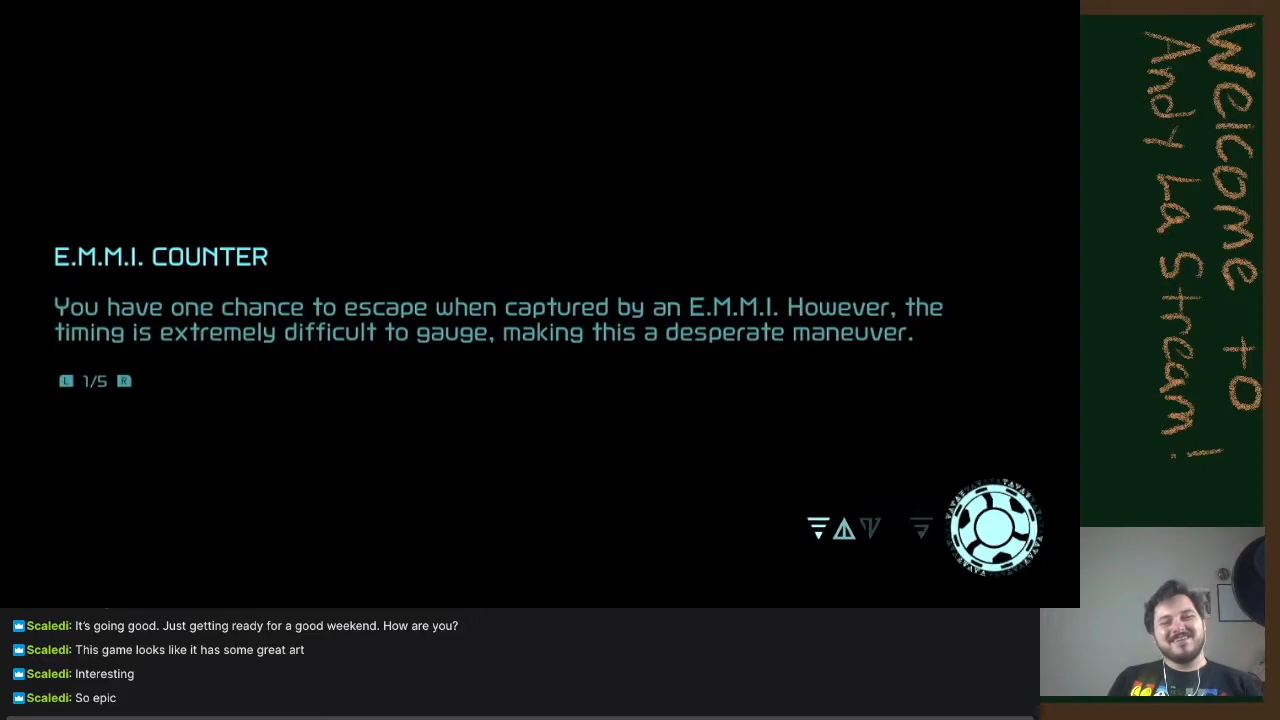 E.M.M.I. COUNTER
You have one chance to escape when captured by an E.M.M.I. However, the
timing is extremely difficult to gauge, making this a desperate maneuver.
L 1/5 R
Welcome to
Andy La Stream!
Scaledi: It's going good. Just getting ready for a good weekend. How are you?
Scaledi: This game looks like it has some great art
Scaledi: Interesting
Scaledi: So epic